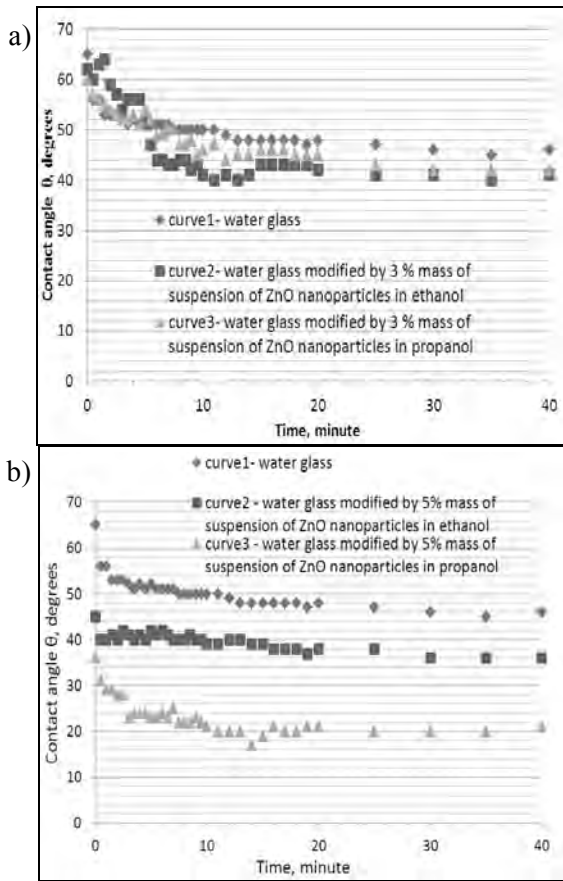 a)
70
60
50
40
30
20
10
0
Contact angle θ, degrees
curve1- water glass
curve2- water glass modified by 3 % mass of
suspension of ZnO nanoparticles in ethanol
curve3- water glass modified by 3 % mass of
suspension of ZnO nanoparticles in propanol
0 10 20 30 40
Time, minute
b)
curve1- water glass
curve2 - water glass modified by 5% mass of
suspension of ZnO nanoparticles in ethanol
curve3 - water glass modified by 5% mass of
suspension of ZnO nanoparticles in propanol
70
60
50
40
30
20
10
0
Contact angle θ, degrees
0 10 20 30 40
Time, minute